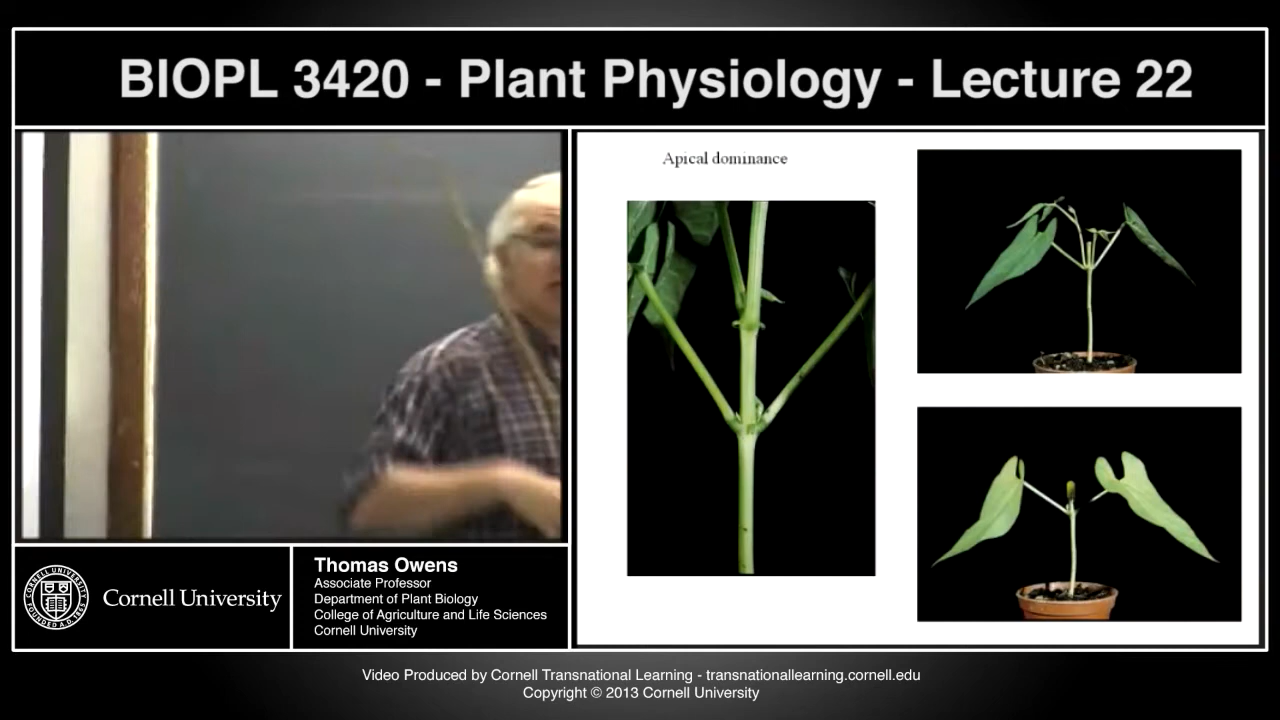 BIOPL 3420 - Plant Physiology - Lecture 22
Apical dominance
Cornell University
Thomas Owens
Associate Professor
Department of Plant Biology
College of Agriculture and Life Sciences
Cornell University
Video Produced by Cornell Transnational Learning - transnationallearning.cornell.edu
Copyright © 2013 Cornell University